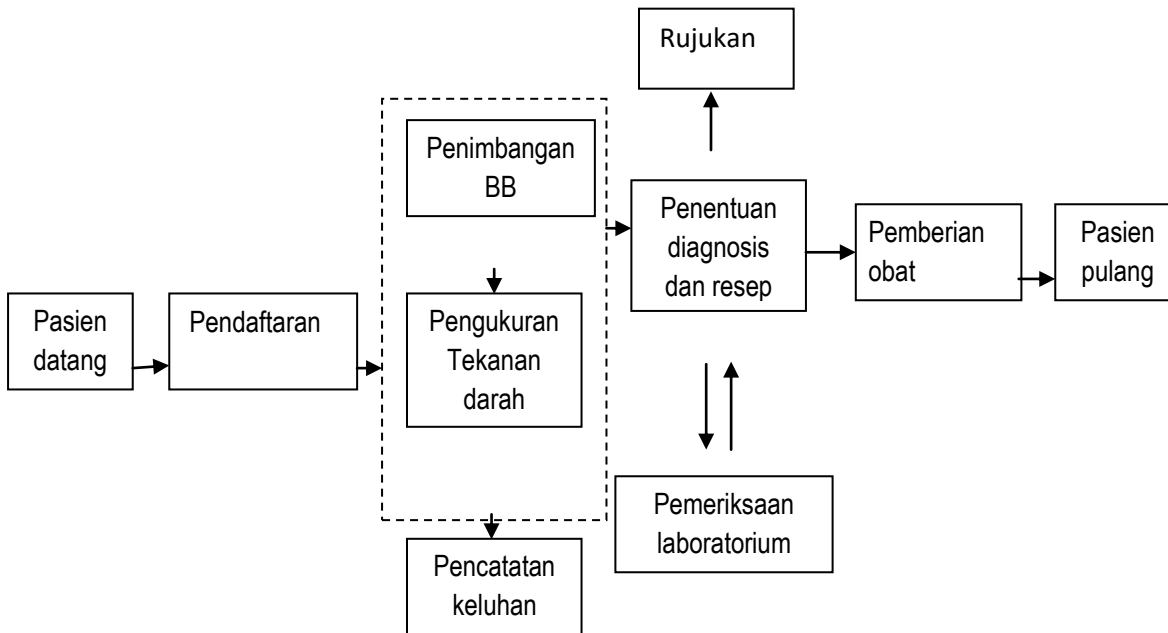 Rujukan
Penimbangan
BB
Penentuan
diagnosis
dan resep
Pemberian
obat
Pasien
pulang
Pasien
datang
Pendaftaran
Pengukuran
Tekanan
darah
Pemeriksaan
laboratorium
Pencatatan
keluhan